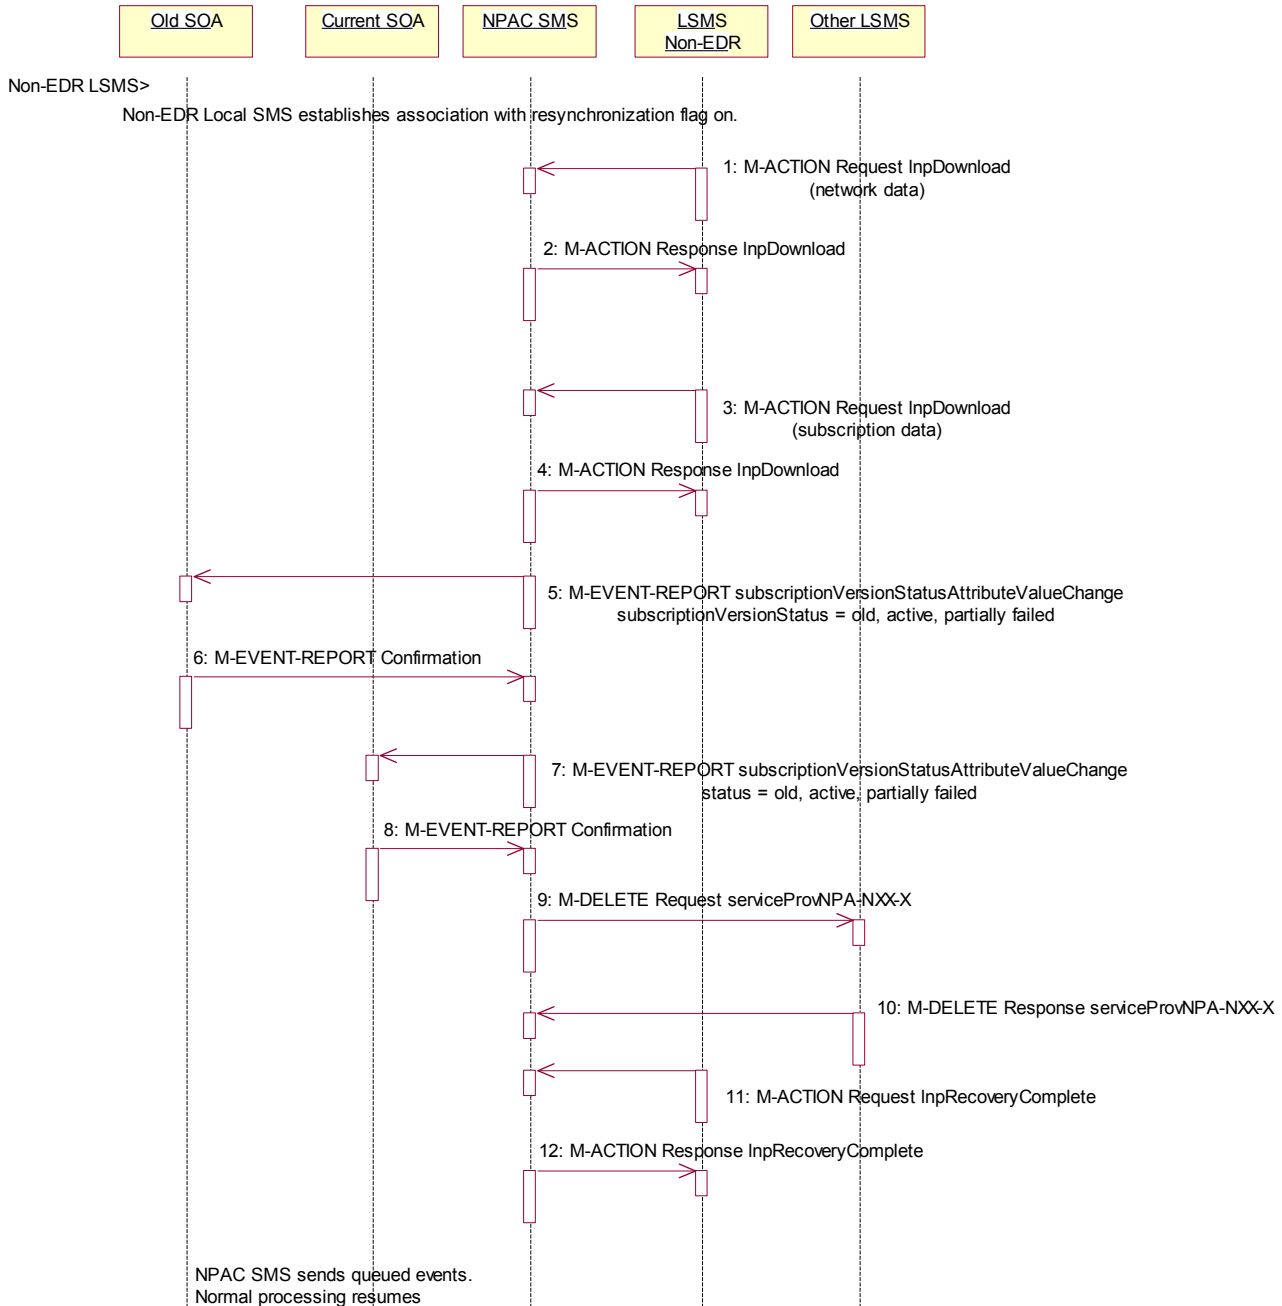 Old SOA
Current SOA
NPAC SMS
LSMS
Non-EDR
Other LSMS
Non-EDR LSMS>
Non-EDR Local SMS establishes association with resynchronization flag on.
1: M-ACTION Request lnpDownload
(network data)
2: M-ACTION Response lnpDownload
3: M-ACTION Request lnpDownload
(subscription data)
4: M-ACTION Response lnpDownload
5: M-EVENT-REPORT subscriptionVersionStatusAttributeValueChange
subscriptionVersionStatus = old, active, partially failed
6: M-EVENT-REPORT Confirmation
7: M-EVENT-REPORT subscriptionVersionStatusAttributeValueChange
status = old, active, partially failed
8: M-EVENT-REPORT Confirmation
9: M-DELETE Request serviceProvNPA-NXX-X
10: M-DELETE Response serviceProvNPA-NXX-X
11: M-ACTION Request lnpRecoveryComplete
12: M-ACTION Response lnpRecoveryComplete
NPAC SMS sends queued events.
Normal processing resumes